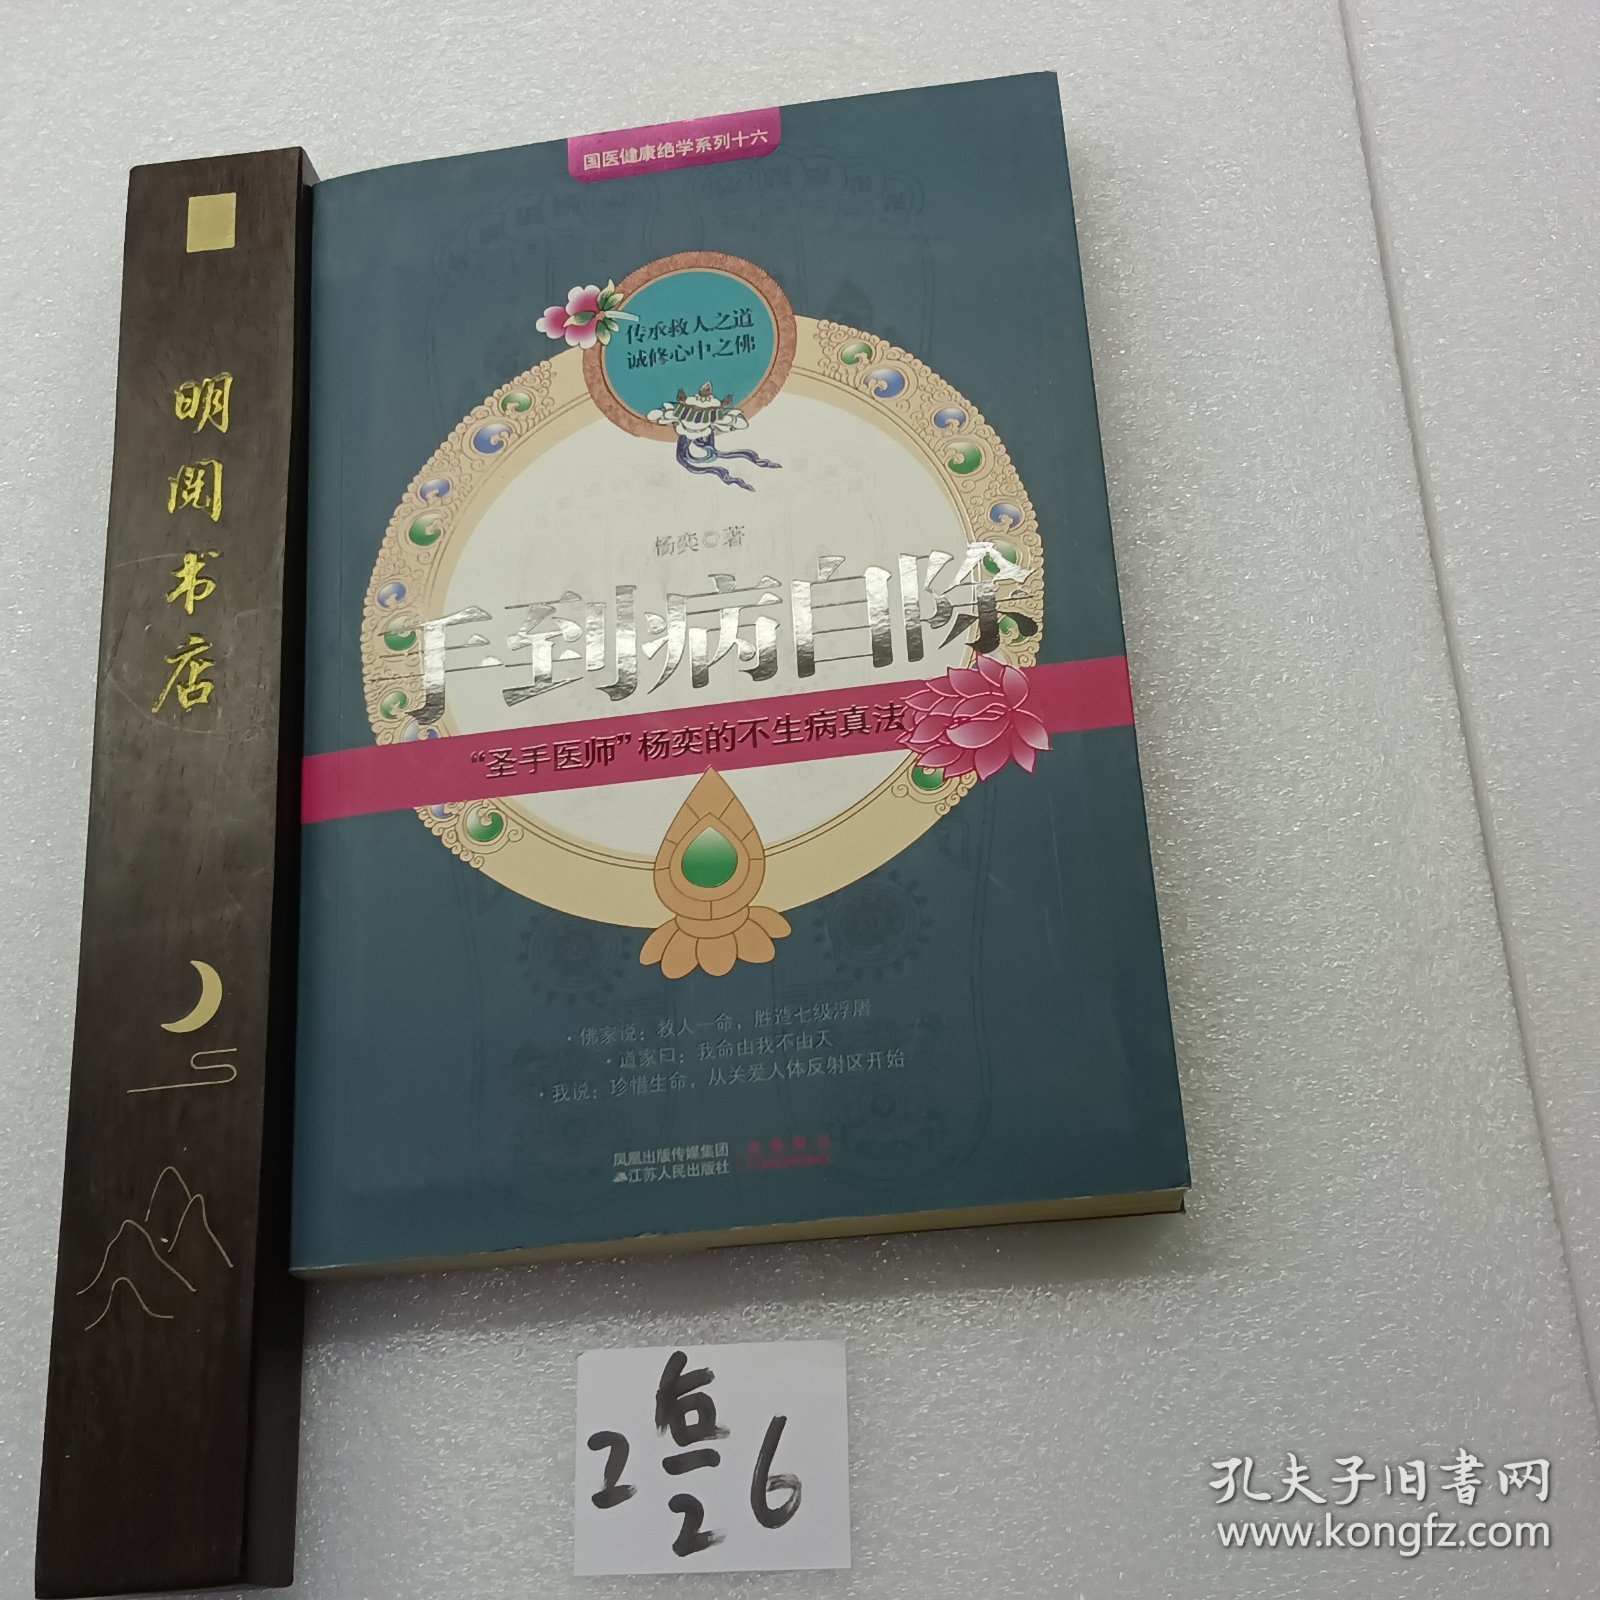 国医健康绝学系列十六
传承救人之道
诚修心中之佛
杨奕◎著
手到病自除
“圣手医师”杨奕的不生病真法
·佛家说：救人一命，胜造七级浮屠
·道家曰：我命由我不由天
·我说：珍惜生命，从关爱人体反射区开始
凤凰出版传媒集团
江苏人民出版社
明阅书店
2 右 6
2
孔夫子旧书网
www.kongfz.com